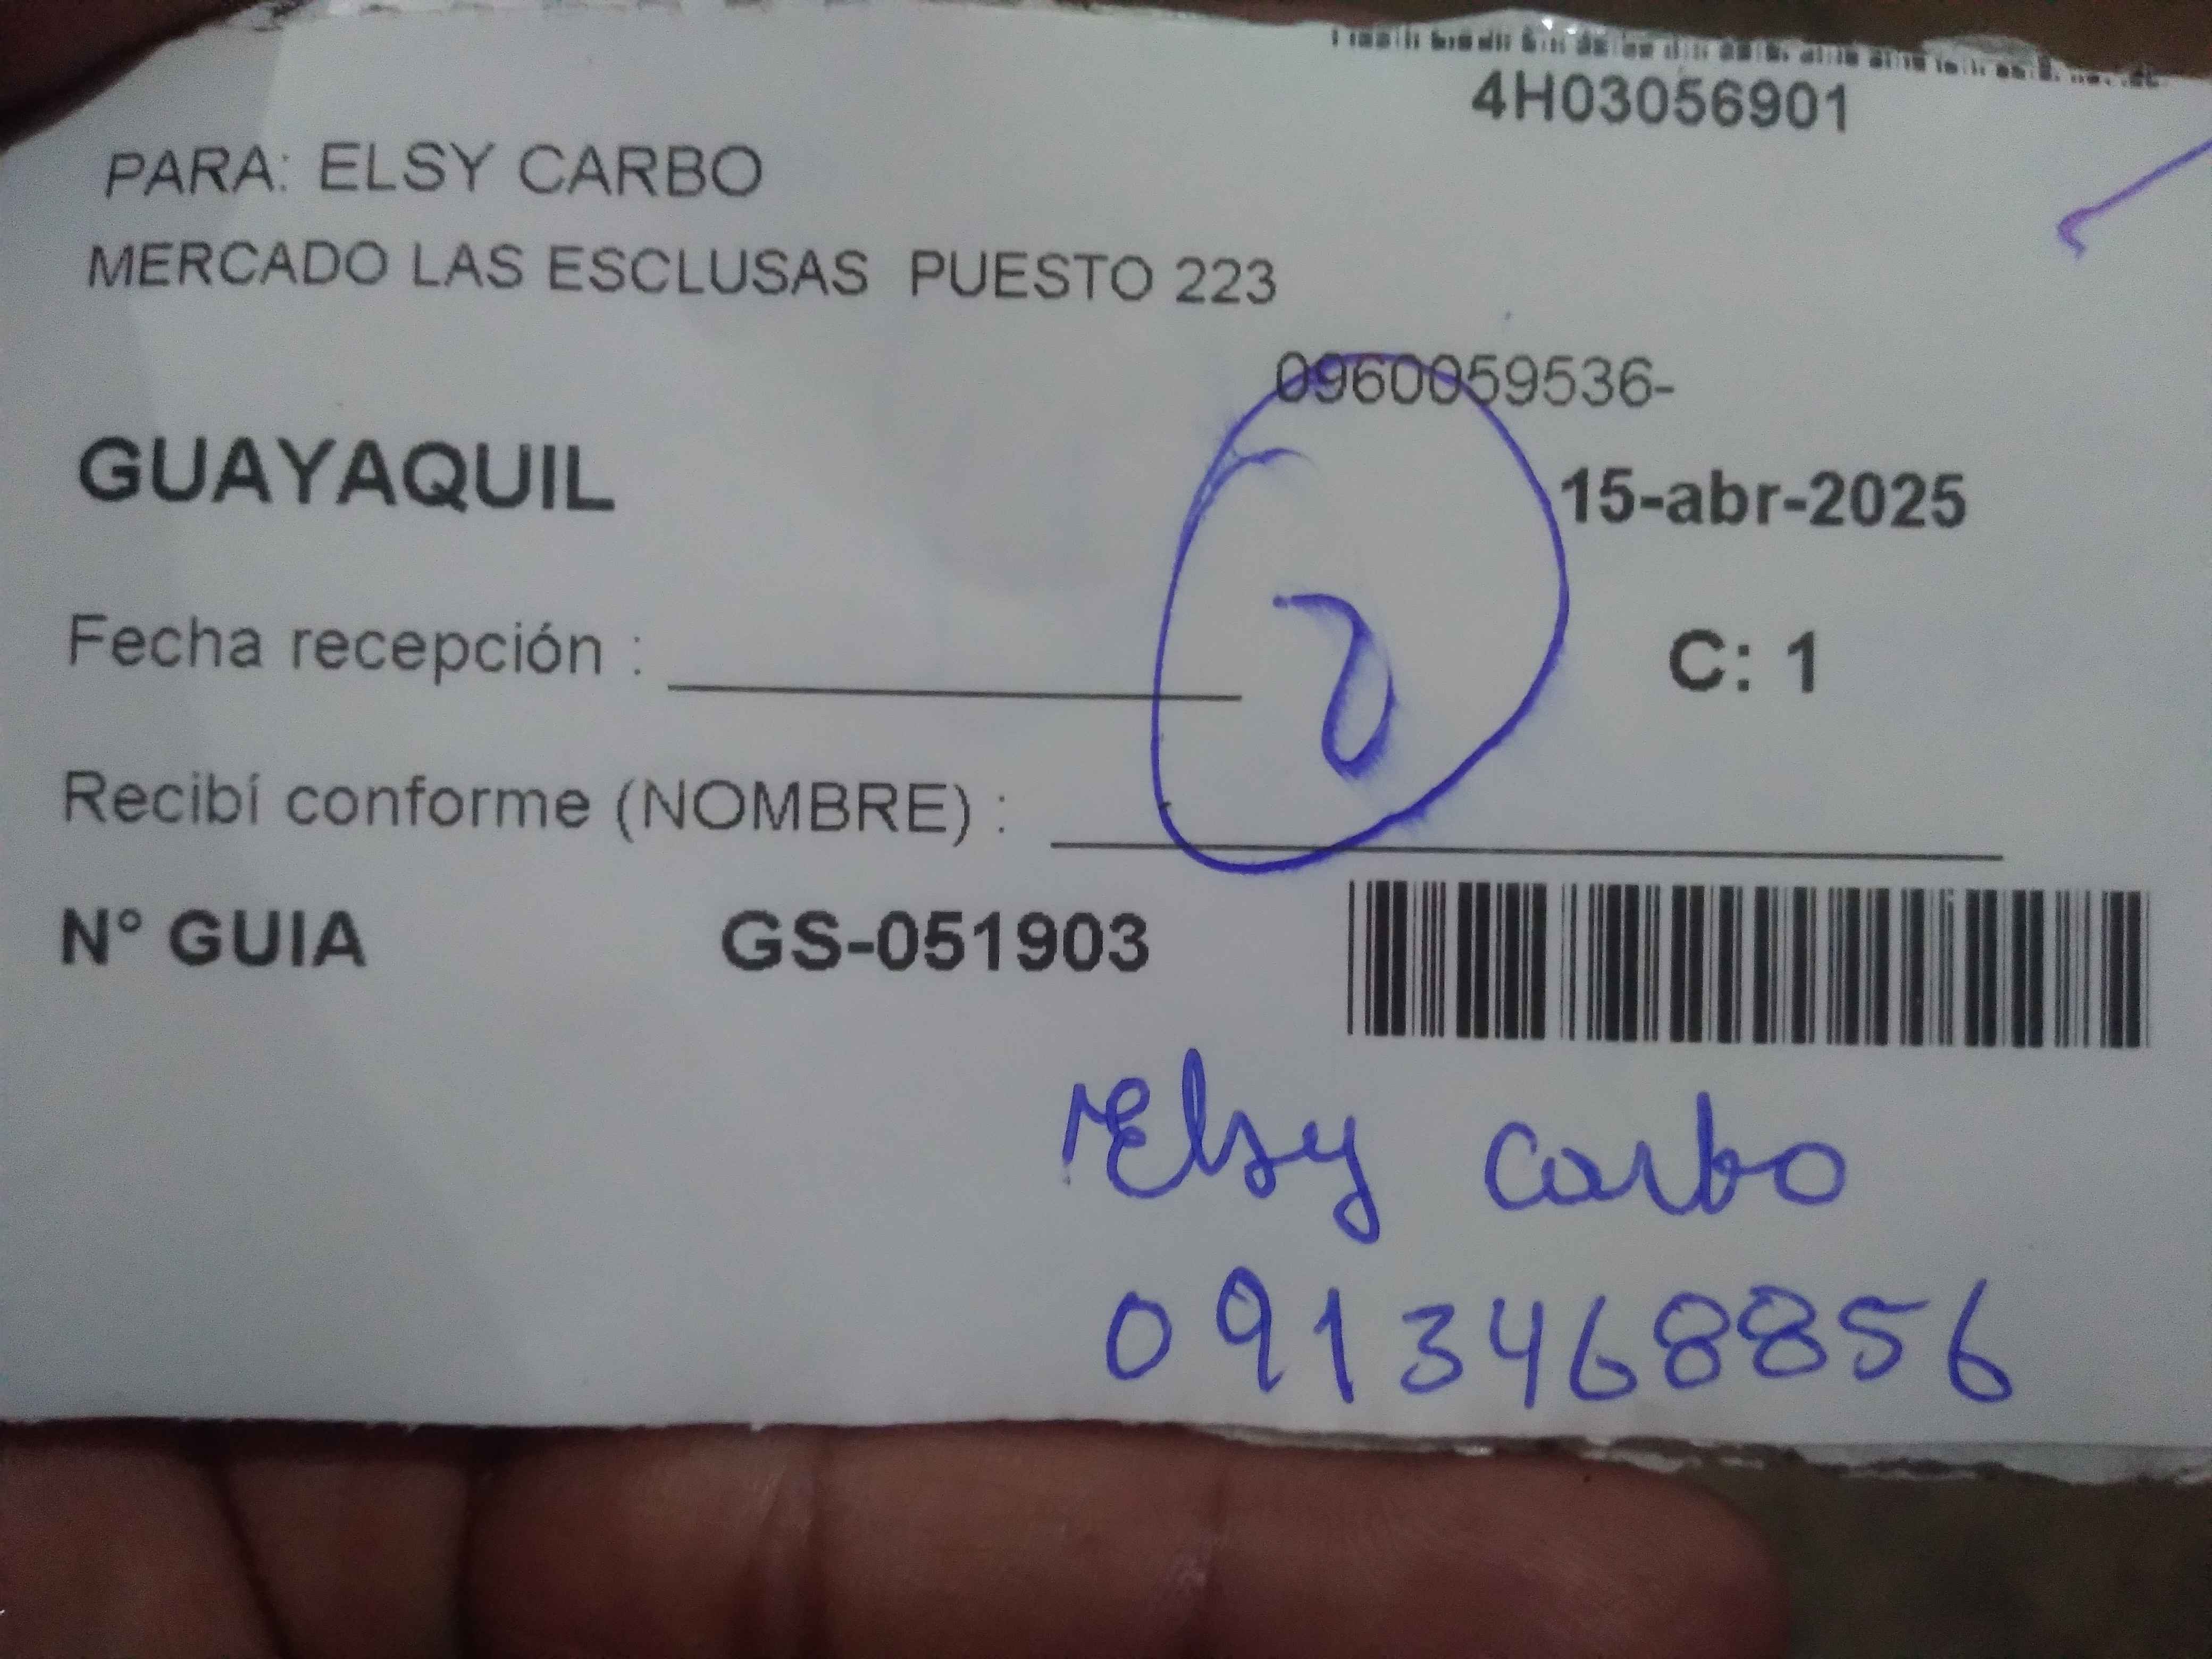 4H03056901
PARA: ELSY CARBO
MERCADO LAS ESCLUSAS PUESTO 223
0960059536-
GUAYAQUIL
15-abr-2025
Fecha recepción :
C: 1
Recibí conforme (NOMBRE) :
N° GUIA GS-051903
Elsy Carbo
0913468856